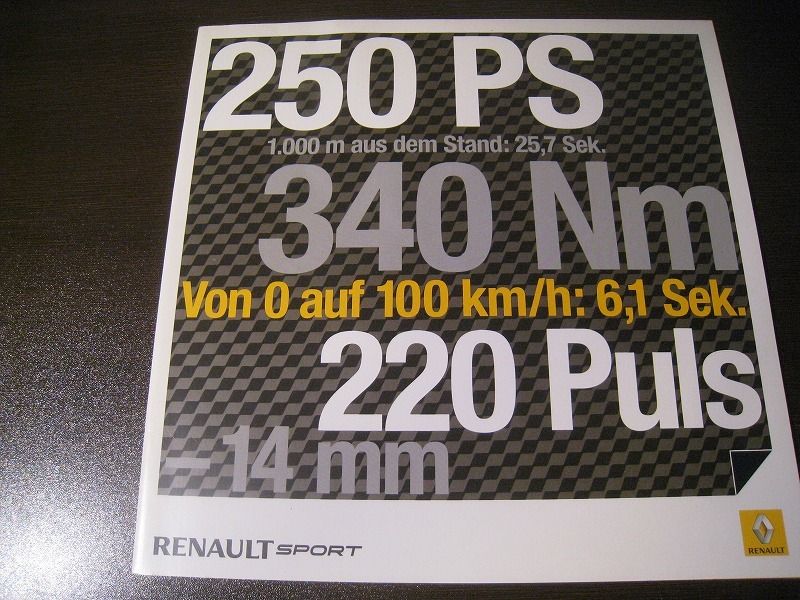 250 PS
1.000 m aus dem Stand: 25,7 Sek.
340 Nm
Von 0 auf 100 km/h: 6,1 Sek.
220 Puls
– 14 mm
RENAULT SPORT
RENAULT